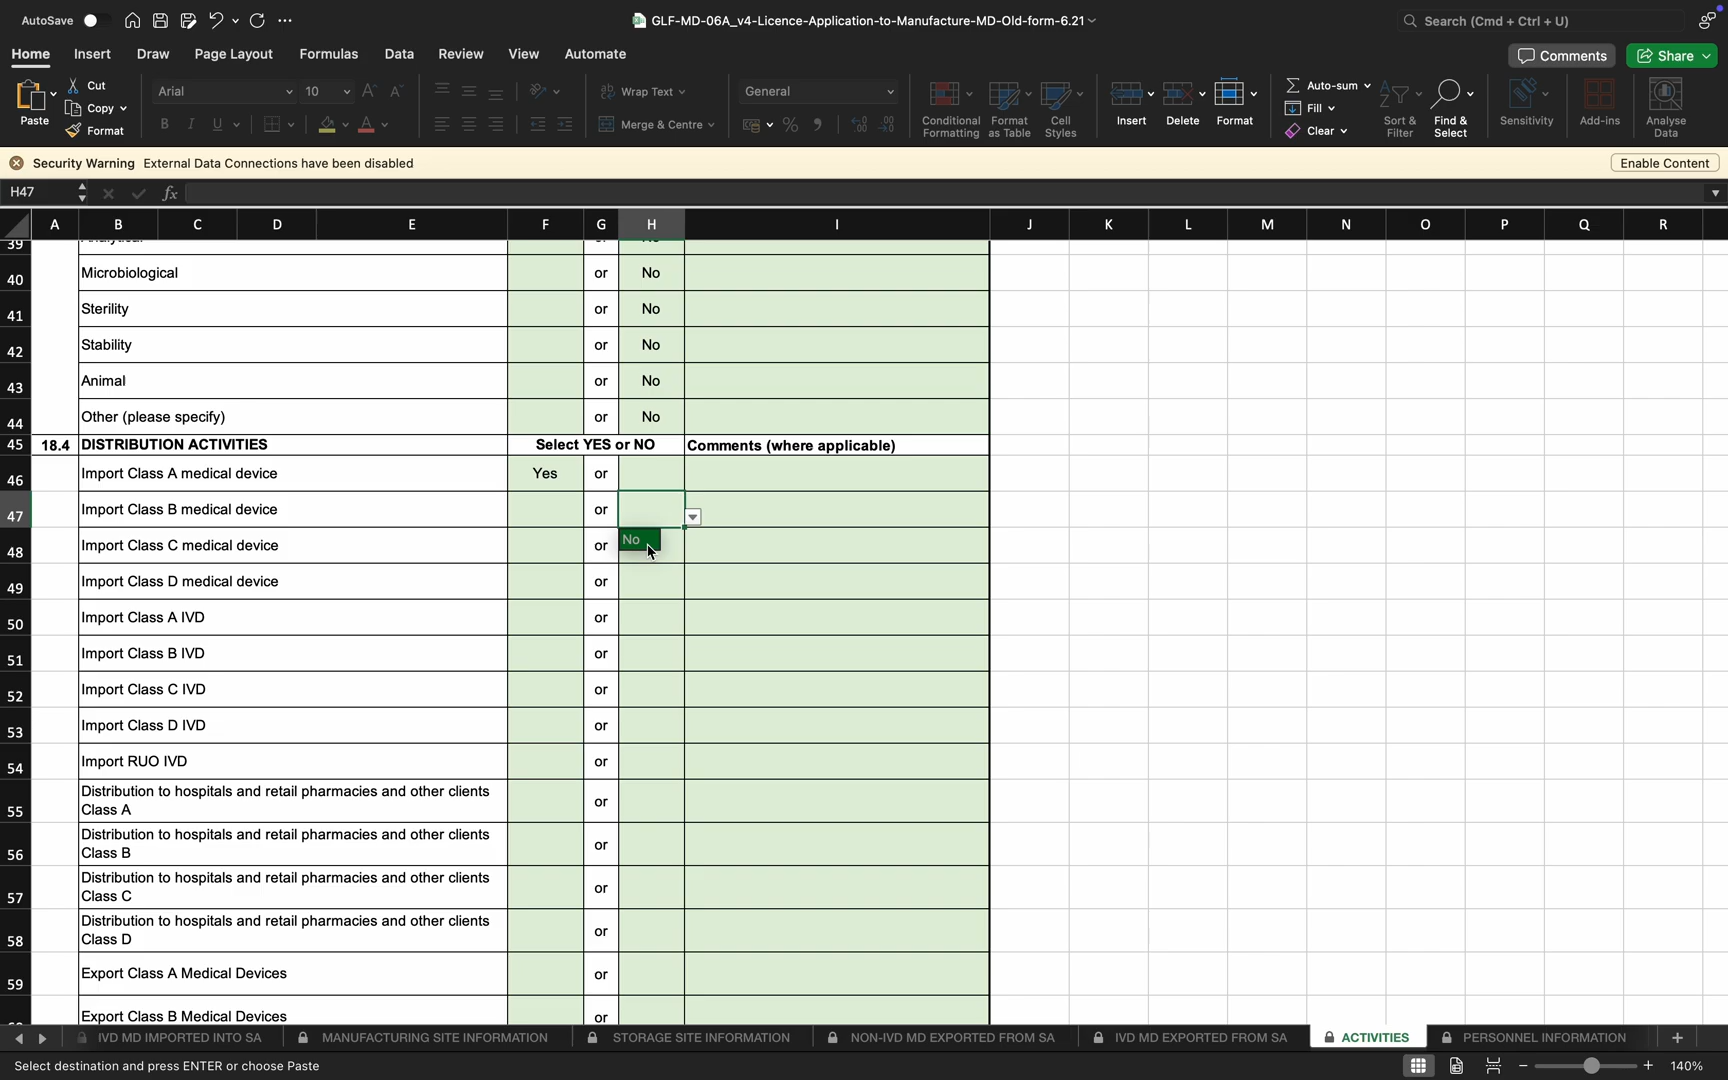 AutoSave
GLF-MD-06A_v4-Licence-Application-to-Manufacture-MD-Old-form-6.21
Search (Cmd + Ctrl + U)
Home Insert Draw Page Layout Formulas Data Review View Automate
Comments Share
Paste
Cut
Copy
Format
Arial 10
B I U
Wrap Text
Merge & Centre
General
Conditional Formatting
Format as Table
Cell Styles
Insert Delete Format
Auto-sum
Fill
Clear
Sort & Filter
Find & Select
Sensitivity
Add-ins
Analyse Data
Security Warning External Data Connections have been disabled
Enable Content
H47
fx
A B C D E F G H I J K L M N O P Q R
39
40 Microbiological or No
41 Sterility or No
42 Stability or No
43 Animal or No
44 Other (please specify) or No
45 18.4 DISTRIBUTION ACTIVITIES Select YES or NO Comments (where applicable)
46 Import Class A medical device Yes or
47 Import Class B medical device or
48 Import Class C medical device or No
49 Import Class D medical device or
50 Import Class A IVD or
51 Import Class B IVD or
52 Import Class C IVD or
53 Import Class D IVD or
54 Import RUO IVD or
55 Distribution to hospitals and retail pharmacies and other clients
Class A or
56 Distribution to hospitals and retail pharmacies and other clients
Class B or
57 Distribution to hospitals and retail pharmacies and other clients
Class C or
58 Distribution to hospitals and retail pharmacies and other clients
Class D or
59 Export Class A Medical Devices or
Export Class B Medical Devices or
IVD MD IMPORTED INTO SA MANUFACTURING SITE INFORMATION STORAGE SITE INFORMATION NON-IVD MD EXPORTED FROM SA IVD MD EXPORTED FROM SA ACTIVITIES PERSONNEL INFORMATION
Select destination and press ENTER or choose Paste
140%